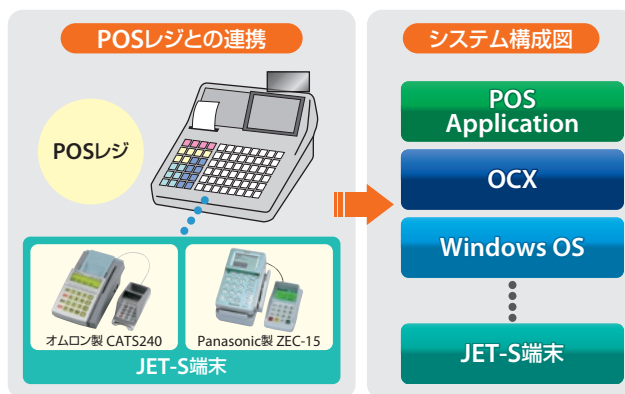 POSレジとの連携
POSレジ
オムロン製 CATS240
Panasonic製 ZEC-15
JET-S端末
システム構成図
POS
Application
OCX
Windows OS
JET-S端末